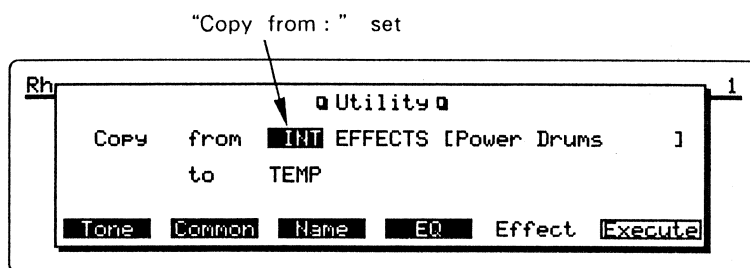 "Copy from : " set
Rh 1
Utility
Copy from INT EFFECTS [Power Drums ]
to TEMP
Tone Common Name EQ Effect Execute